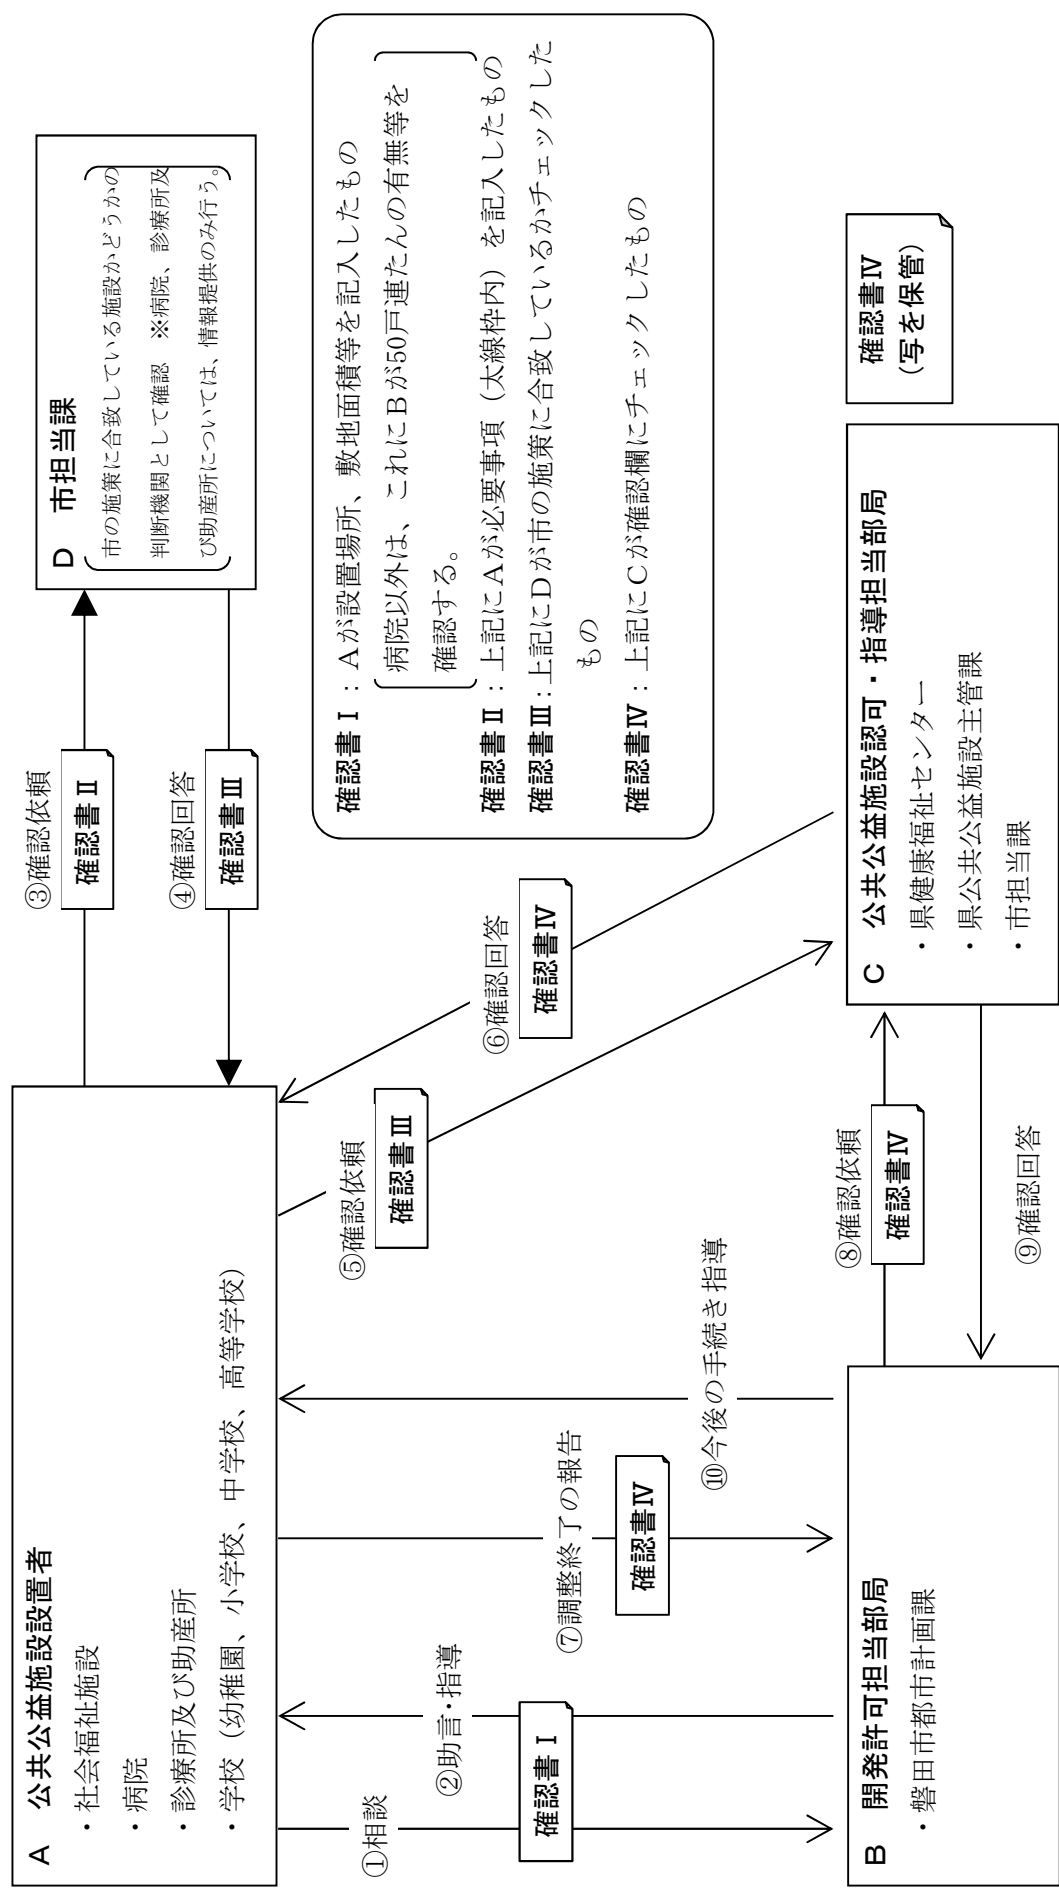 A　公共公益施設設置者
・社会福祉施設
・病院
・診療所及び助産所
・学校（幼稚園、小学校、中学校、高等学校）
③確認依頼
確認書Ⅱ
④確認回答
確認書Ⅲ
D　市担当課
市の施策に合致している施設かどうかの
判断機関として確認　※病院、診療所及
び助産所については、情報提供のみ行う。
①相談
②助言・指導
確認書Ⅰ
⑦調整終了の報告
確認書Ⅳ
⑩今後の手続き指導
⑤確認依頼
確認書Ⅲ
⑥確認回答
確認書Ⅳ
確認書Ⅰ：Aが設置場所、敷地面積等を記入したもの
病院以外は、これにBが50戸連たんの有無等を
確認する。
確認書Ⅱ：上記にAが必要事項（太線枠内）を記入したもの
確認書Ⅲ：上記にDが市の施策に合致しているかチェックした
もの
確認書Ⅳ：上記にCが確認欄にチェックしたもの
B　開発許可担当部局
・磐田市都市計画課
⑧確認依頼
確認書Ⅳ
⑨確認回答
C　公共公益施設認可・指導担当部局
・県健康福祉センター
・県公共公益施設主管課
・市担当課
確認書Ⅳ
（写を保管）